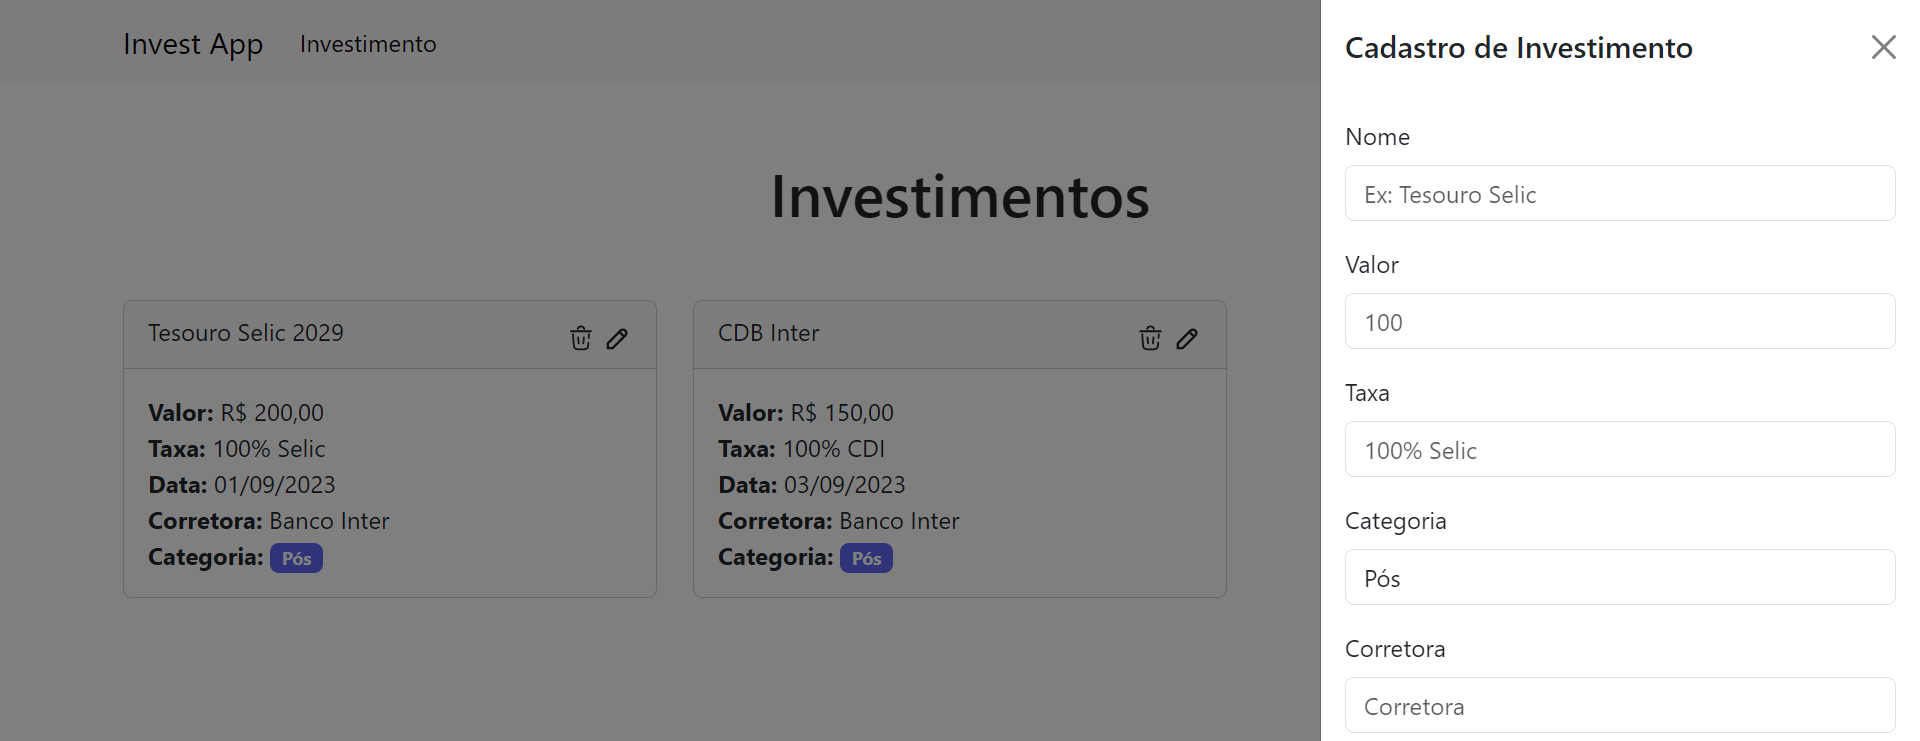 Invest App
Investimento
Investimentos
Tesouro Selic 2029
Valor: R$ 200,00
Taxa: 100% Selic
Data: 01/09/2023
Corretora: Banco Inter
Categoria: Pós
CDB Inter
Valor: R$ 150,00
Taxa: 100% CDI
Data: 03/09/2023
Corretora: Banco Inter
Categoria: Pós
Cadastro de Investimento
Nome
Ex: Tesouro Selic
Valor
100
Taxa
100% Selic
Categoria
Pós
Corretora
Corretora